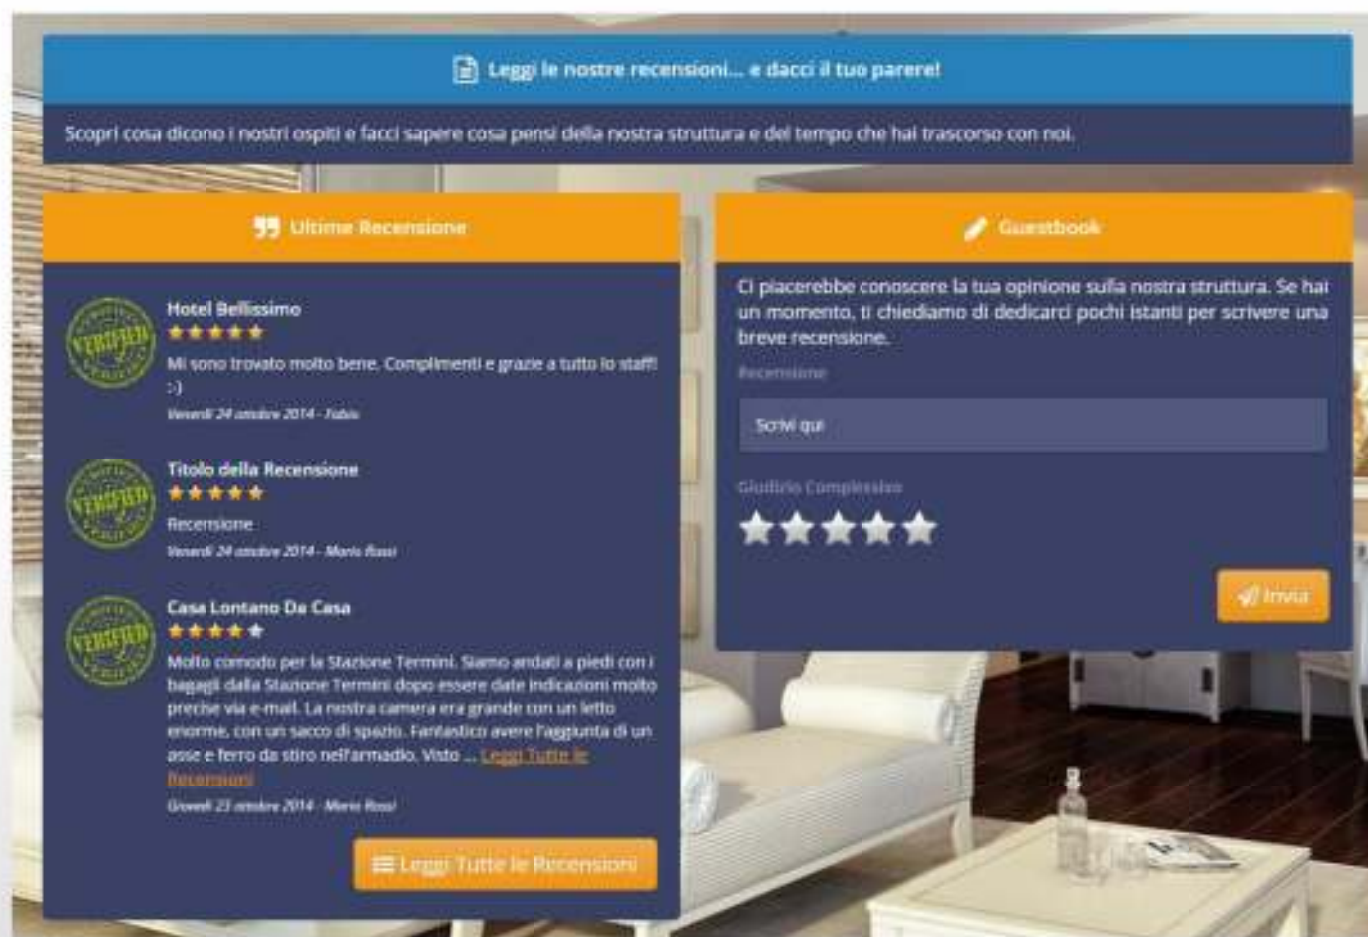 Leggi le nostre recensioni... e dacci il tuo parere!
Scopri cosa dicono i nostri ospiti e facci sapere cosa pensi della nostra struttura e del tempo che hai trascorso con noi.
Ultime Recensione
VERIFIED
Hotel Bellissimo
Mi sono trovato molto bene. Complimenti e grazie a tutto lo staff!
:-)
Venerdì 24 ottobre 2014 - Fabio
VERIFIED
Titolo della Recensione
Recensione
Venerdì 24 ottobre 2014 - Mario Rossi
VERIFIED
Casa Lontano Da Casa
Molto comodo per la Stazione Termini. Siamo andati a piedi con i
bagagli dalla Stazione Termini dopo essere date indicazioni molto
precise via e-mail. La nostra camera era grande con un letto
enorme, con un sacco di spazio. Fantastico avere l'aggiunta di un
asse e ferro da stiro nell'armadio. Visto ... Leggi Tutte le
Recensioni
Giovedì 23 ottobre 2014 - Mario Rossi
Leggi Tutte le Recensioni
Guestbook
Ci piacerebbe conoscere la tua opinione sulla nostra struttura. Se hai
un momento, ti chiediamo di dedicarci pochi istanti per scrivere una
breve recensione.
Recensione
Scrivi qui
Giudizio Complessivo
Invia